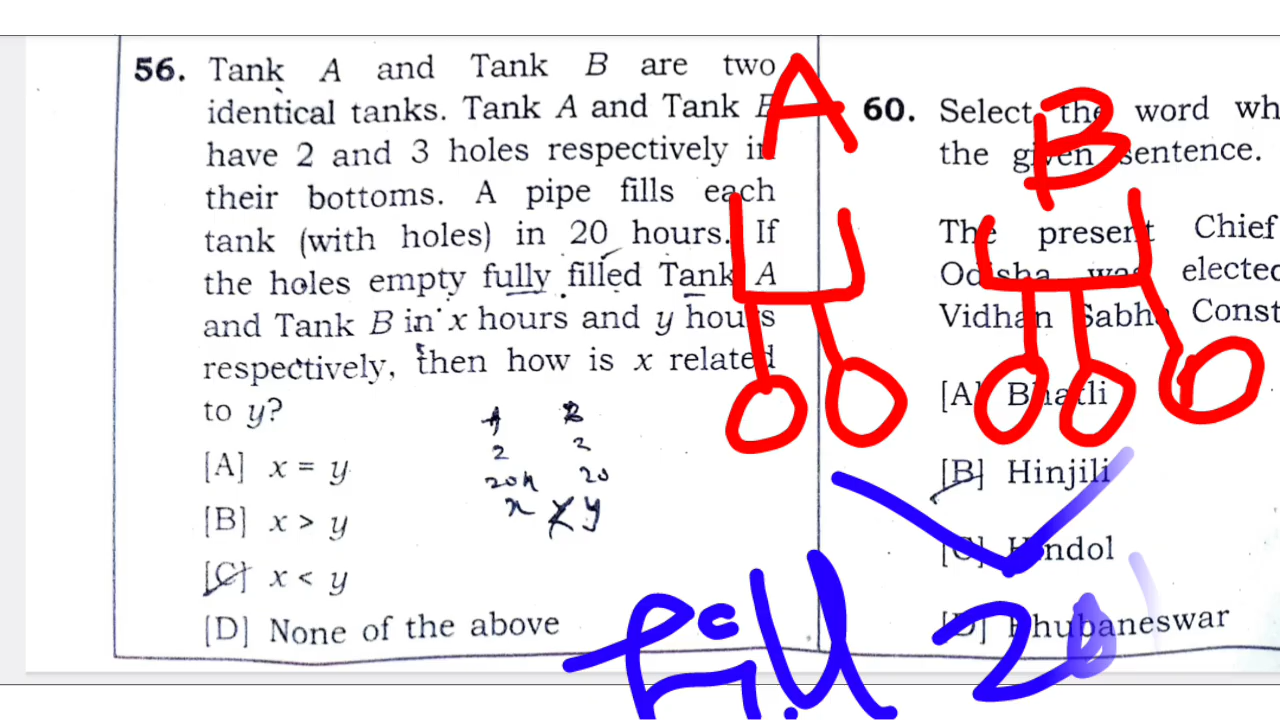 56. Tank A and Tank B are two
identical tanks. Tank A and Tank B
have 2 and 3 holes respectively in
their bottoms. A pipe fills each
tank (with holes) in 20 hours. If
the holes empty fully filled Tank A
and Tank B in x hours and y hours
respectively, then how is x related
to y?
A B
2 2
20h 20
x < y
[A] x = y
[B] x > y
[C] x < y
[D] None of the above
A
B
Fill 20
60. Select the word wh
the given sentence.
The present Chief
Odisha was elected
Vidhan Sabha Const
[A] Bhatli
[B] Hinjili
[C] Hindol
[D] Bhubaneswar